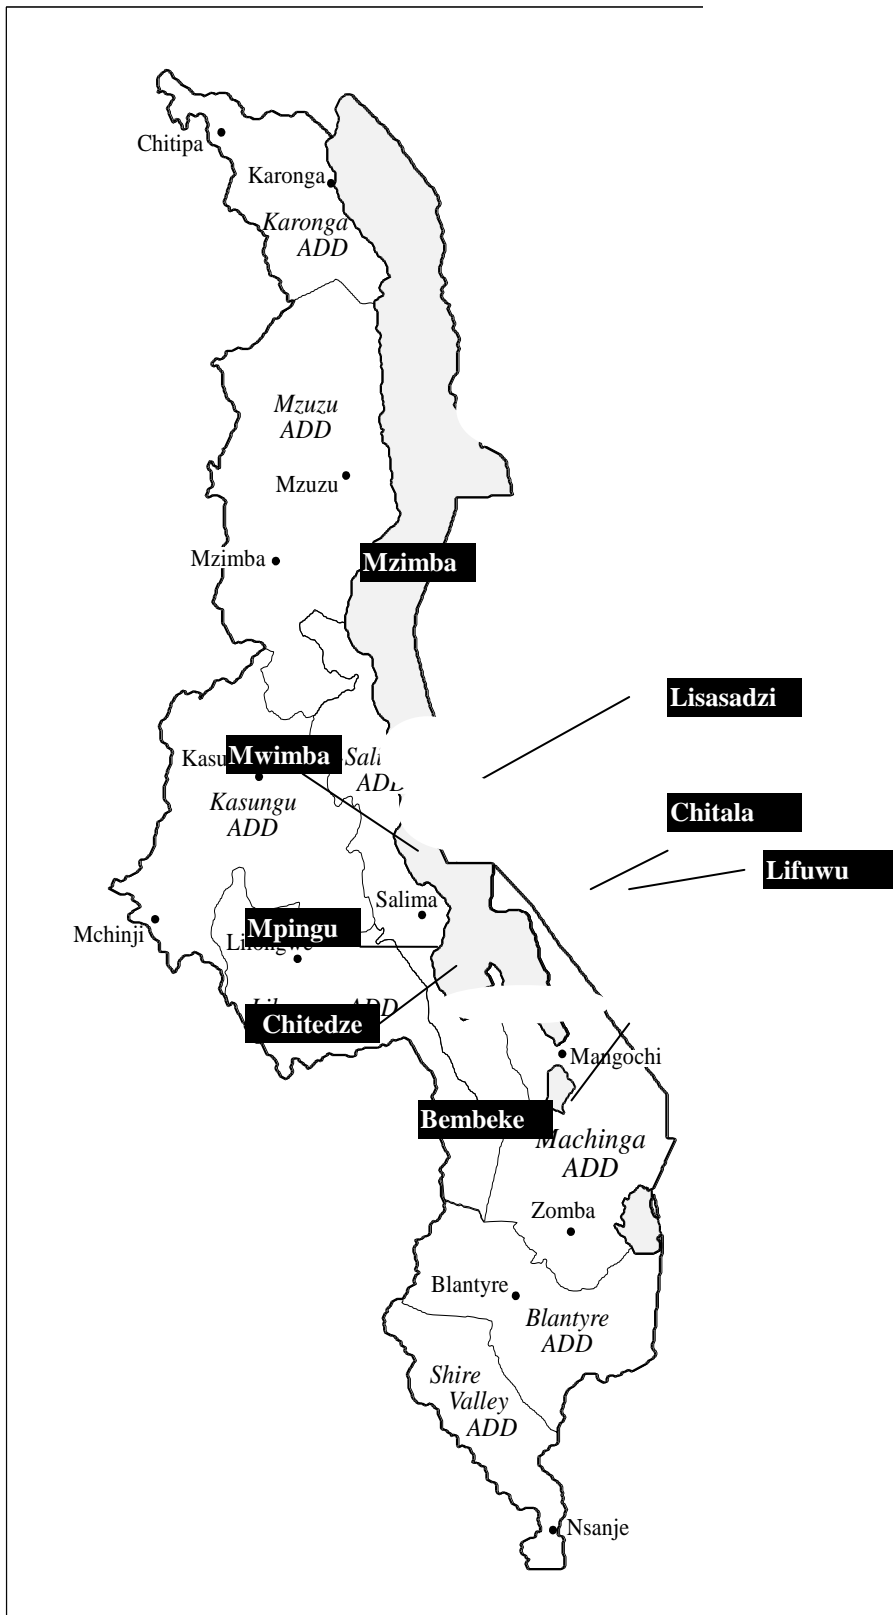 Chitipa
Karonga
Karonga
ADD
Mzuzu
ADD
Mzuzu
Mzimba
Mzimba
Lisasadzi
Mwimba
Kasungu
ADD
Chitala
Lifuwu
Salima
Mpingu
Mchinji
ADD
Chitedze
Mangochi
Bembeke
Machinga
ADD
Zomba
Blantyre
Blantyre
ADD
Shire
Valley
ADD
Nsanje